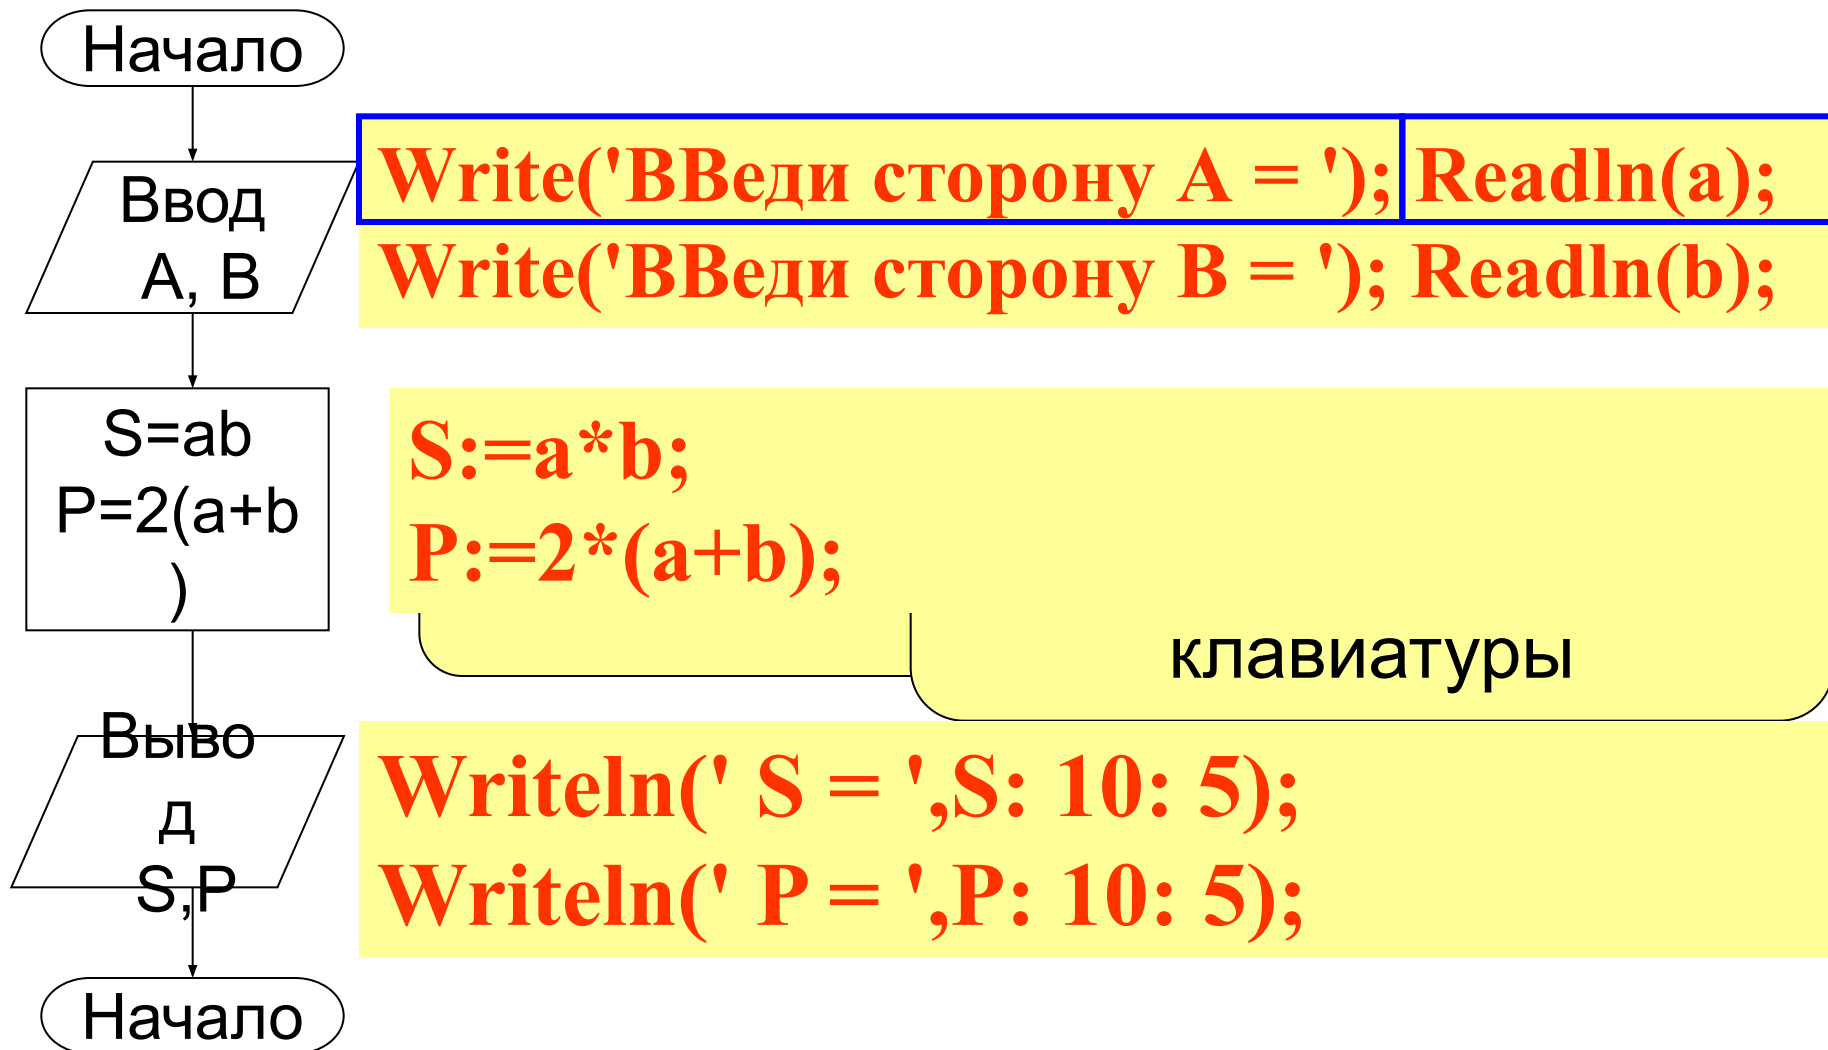 Начало
Ввод
А, В
Write('ВВеди сторону А = '); Readln(a);
Write('ВВеди сторону В = '); Readln(b);
S=ab
P=2(a+b
)
S:=a*b;
P:=2*(a+b);
клавиатуры
Выво
д
S,P
Writeln(' S = ',S: 10: 5);
Writeln(' P = ',P: 10: 5);
Начало